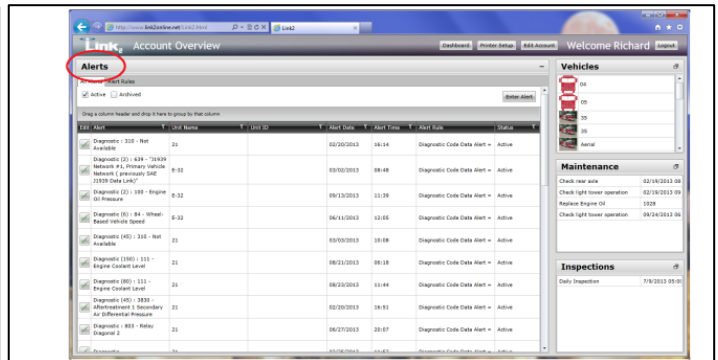 http://www.link2online.net/Link2.html
Link2
Link2 Account Overview
Dashboard Printer Setup Edit Account Welcome Richard Logout
Alerts
Alert Rules
Active Archived
Enter Alert
Drag a column header and drop it here to group by that column
Edit Alert Unit Name Unit ID Alert Date Alert Time Alert Rule Status
Diagnostic : 310 - Not Available 21 02/20/2013 16:14 Diagnostic Code Data Alert Active
Diagnostic (2) : 639 - "J1939 Network #1, Primary Vehicle Network ( previously SAE J1939 Data Link)" E-32 03/02/2013 08:48 Diagnostic Code Data Alert Active
Diagnostic (2) : 100 - Engine Oil Pressure E-32 09/13/2013 11:39 Diagnostic Code Data Alert Active
Diagnostic (6) : 84 - Wheel-Based Vehicle Speed E-32 06/11/2013 12:05 Diagnostic Code Data Alert Active
Diagnostic (45) : 310 - Not Available 21 03/03/2013 10:08 Diagnostic Code Data Alert Active
Diagnostic (150) : 111 - Engine Coolant Level 21 08/21/2013 06:18 Diagnostic Code Data Alert Active
Diagnostic (80) : 111 - Engine Coolant Level 21 08/23/2013 11:44 Diagnostic Code Data Alert Active
Diagnostic (45) : 3830 - Aftertreatment 1 Secondary Air Differential Pressure 21 02/20/2013 16:51 Diagnostic Code Data Alert Active
Diagnostic : 903 - Relay Diagonal 2 21 06/27/2013 20:07 Diagnostic Code Data Alert Active
Vehicles
04
05
35
35
Aerial
Maintenance
Check rear axle 02/19/2013 08
Check light tower operation 02/19/2013 09
Replace Engine Oil 1028
Check light tower operation 09/24/2013 06
Inspections
Daily Inspection 7/9/2013 05:00